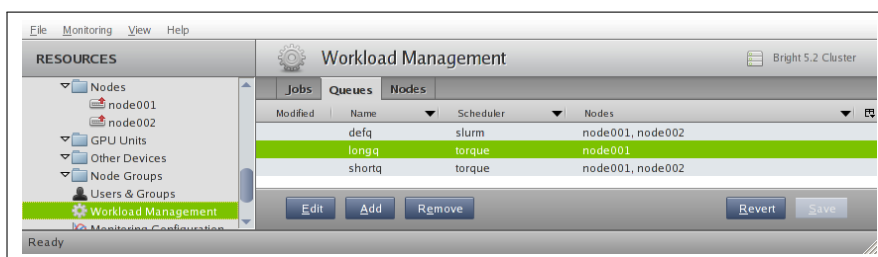 File Monitoring View Help
RESOURCES
Workload Management
Bright 5.2 Cluster
Nodes
node001
node002
GPU Units
Other Devices
Node Groups
Users & Groups
Workload Management
Monitoring Configuration
Jobs Queues Nodes
Modified Name Scheduler Nodes
defq slurm node001, node002
longq torque node001
shortq torque node001, node002
Edit Add Remove Revert Save
Ready